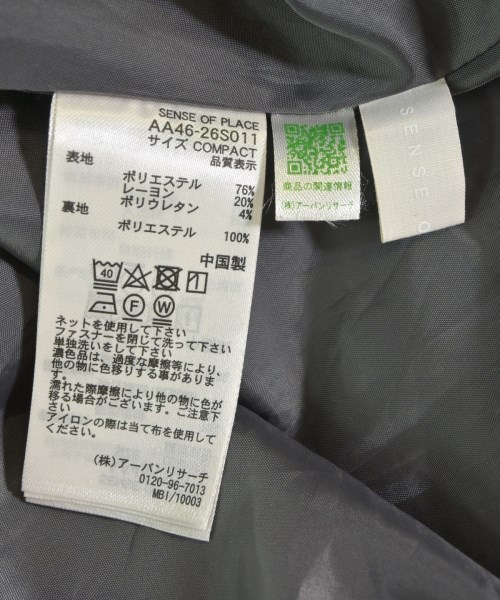 SENSE OF PLACE
AA46-26S011
サイズ COMPACT
品質表示
表地
ポリエステル 76%
レーヨン 20%
ポリウレタン 4%
裏地
ポリエステル 100%
中国製
40
F
W
ネットを使用して下さい
ファスナーを閉じて洗って下さい
単独洗いをして下さい
濃色品は、過度な摩擦等により、
他の物に色移りする事がありま
す。
濡れた際摩擦により他の物に色が
移る場合がございます。ご注意下
さい
アイロンの際は当て布を使用して
ください。
(株)アーバンリサーチ
0120-96-7013
MBI/10003
商品の関連情報
(株)アーバンリサーチ
SENSE O